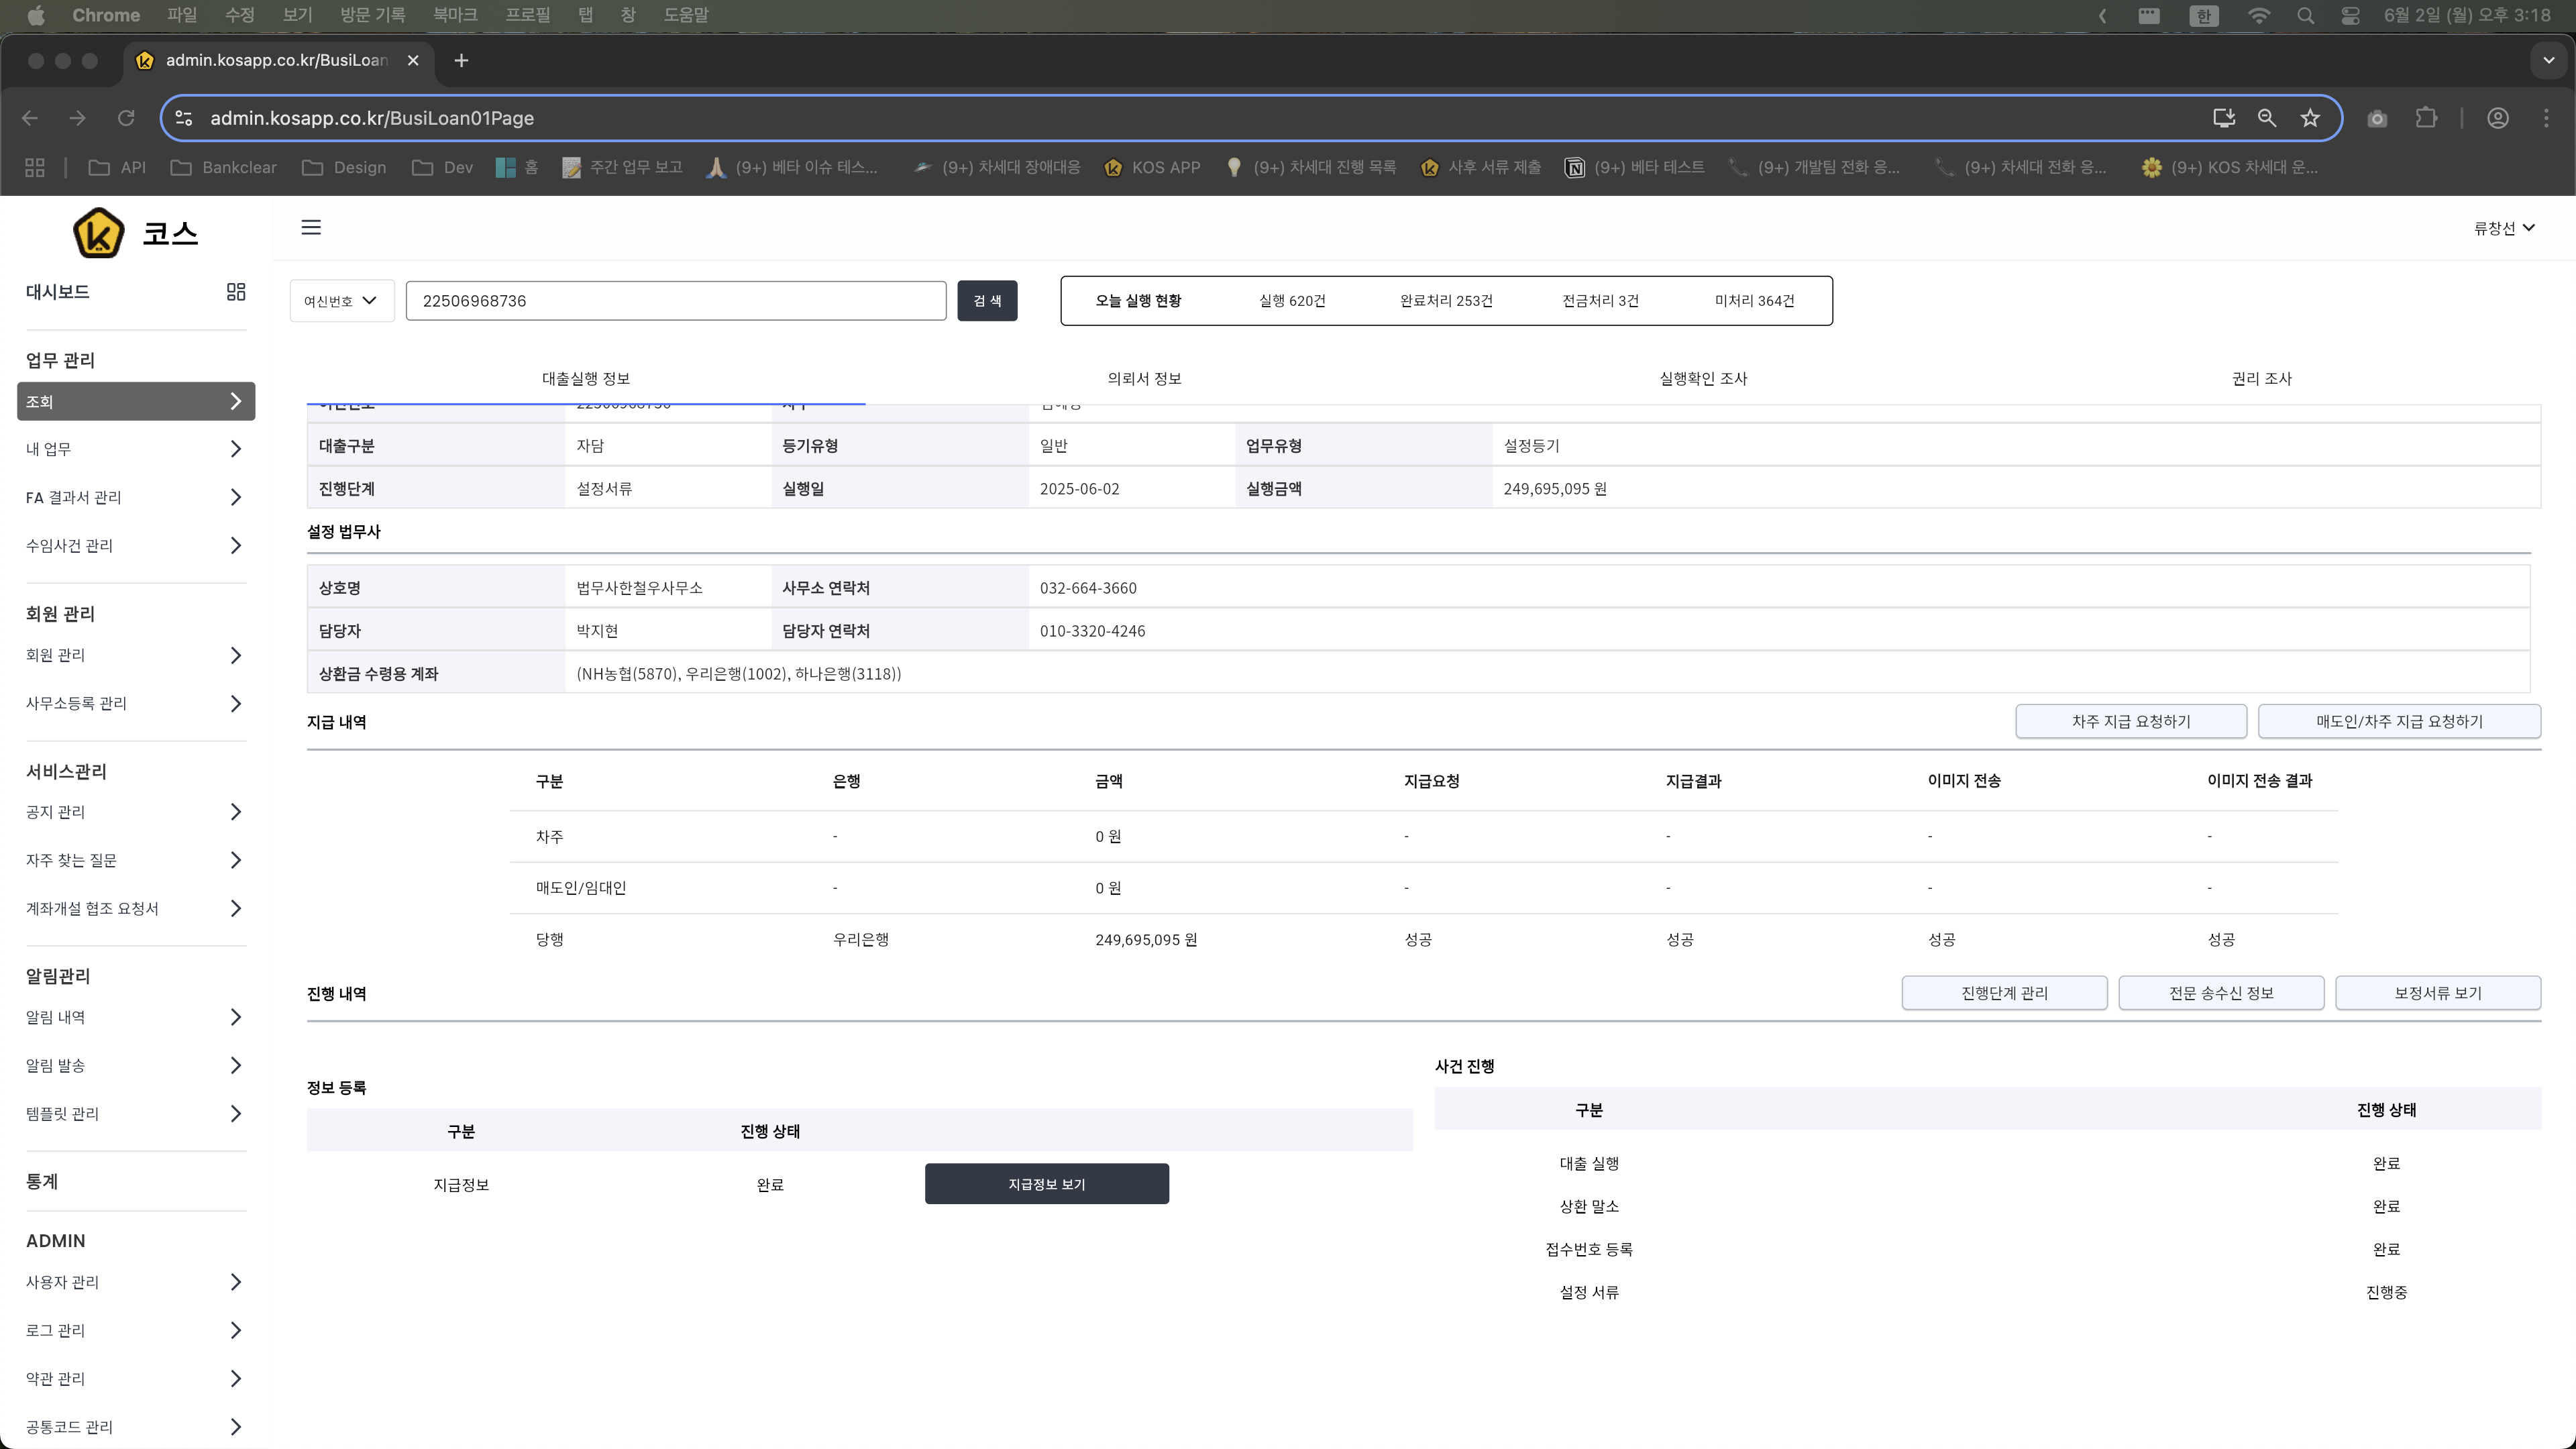 Chrome 파일 수정 보기 방문 기록 북마크 프로필 탭 창 도움말 한 6월 2일 (월) 오후 3:18
admin.kosapp.co.kr/BusiLoan
admin.kosapp.co.kr/BusiLoan01Page
API Bankclear Design Dev 홈 주간 업무 보고 (9+) 베타 이슈 테스... (9+) 차세대 장애대응 KOS APP (9+) 차세대 진행 목록 사후 서류 제출 (9+) 베타 테스트 (9+) 개발팀 전화 응... (9+) 차세대 전화 응... (9+) KOS 차세대 운...
코스
류창선
대시보드
업무 관리
조회
내 업무
FA 결과서 관리
수임사건 관리
회원 관리
회원 관리
사무소등록 관리
서비스관리
공지 관리
자주 찾는 질문
계좌개설 협조 요청서
알림관리
알림 내역
알림 발송
템플릿 관리
통계
ADMIN
사용자 관리
로그 관리
약관 관리
공통코드 관리
여신번호 22506968736 검 색
오늘 실행 현황 실행 620건 완료처리 253건 전금처리 3건 미처리 364건
대출실행 정보 의뢰서 정보 실행확인 조사 권리 조사
22506968736
대출구분 자담 등기유형 일반 업무유형 설정등기
진행단계 설정서류 실행일 2025-06-02 실행금액 249,695,095 원
설정 법무사
상호명 법무사한철우사무소 사무소 연락처 032-664-3660
담당자 박지현 담당자 연락처 010-3320-4246
상환금 수령용 계좌 (NH농협(5870), 우리은행(1002), 하나은행(3118))
지급 내역 차주 지급 요청하기 매도인/차주 지급 요청하기
구분 은행 금액 지급요청 지급결과 이미지 전송 이미지 전송 결과
차주 - 0 원 - - - -
매도인/임대인 - 0 원 - - - -
당행 우리은행 249,695,095 원 성공 성공 성공 성공
진행 내역 진행단계 관리 전문 송수신 정보 보정서류 보기
정보 등록
구분 진행 상태
지급정보 완료 지급정보 보기
사건 진행
구분 진행 상태
대출 실행 완료
상환 말소 완료
접수번호 등록 완료
설정 서류 진행중